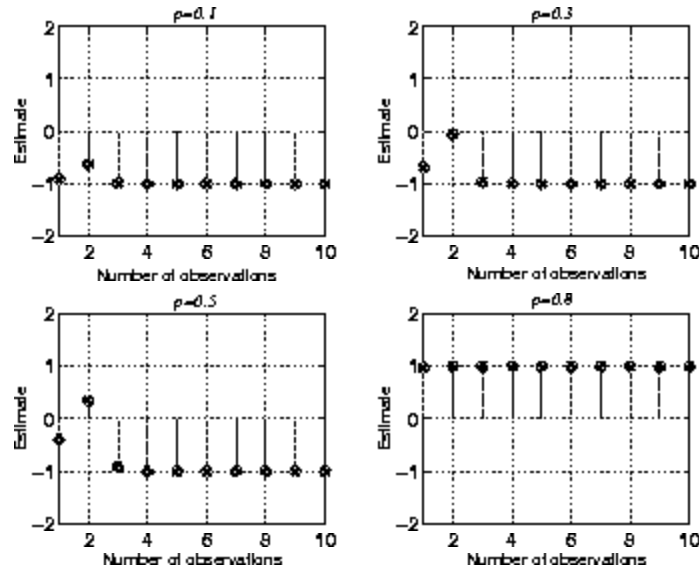 p=0.1
2
1
0
−1
−2
Estimate
2 4 6 8 10
Number of observations
p=0.3
2
1
0
−1
−2
Estimate
2 4 6 8 10
Number of observations
p=0.5
2
1
0
−1
−2
Estimate
2 4 6 8 10
Number of observations
p=0.8
2
1
0
−1
−2
Estimate
2 4 6 8 10
Number of observations